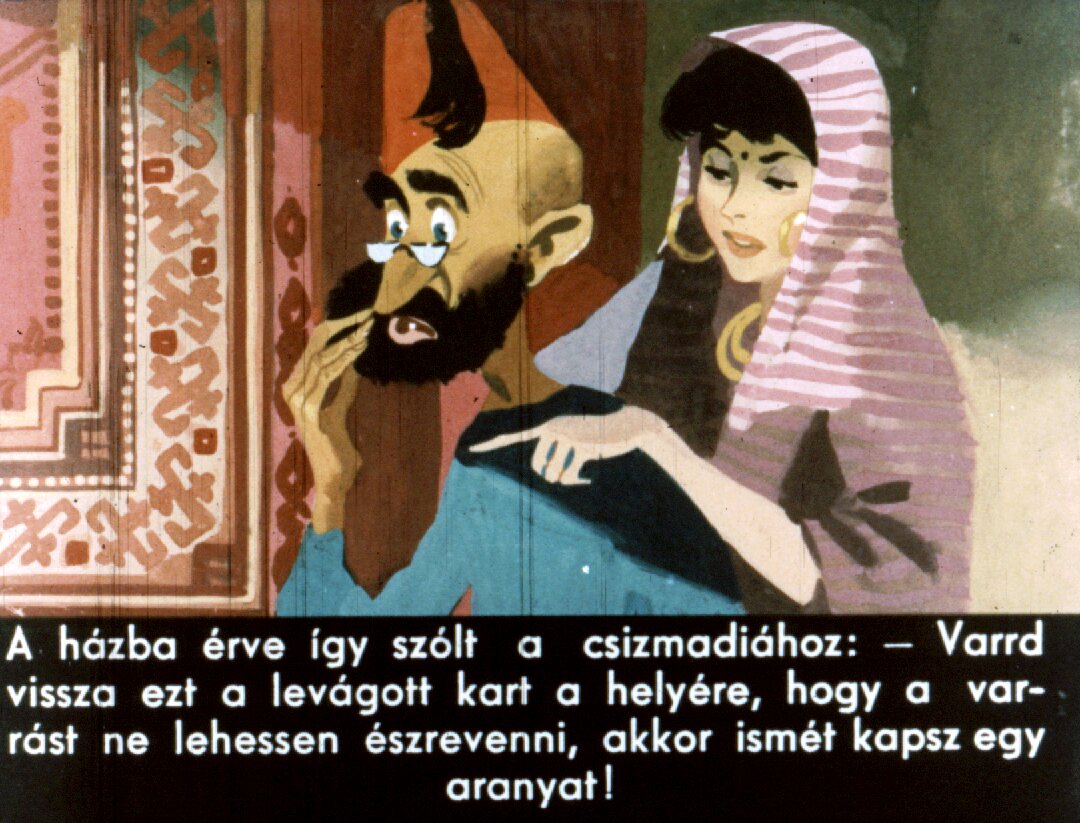 A házba érve így szólt a csizmadiához: — Varrd
vissza ezt a levágott kart a helyére, hogy a var-
rást ne lehessen észrevenni, akkor ismét kapsz egy
aranyat!